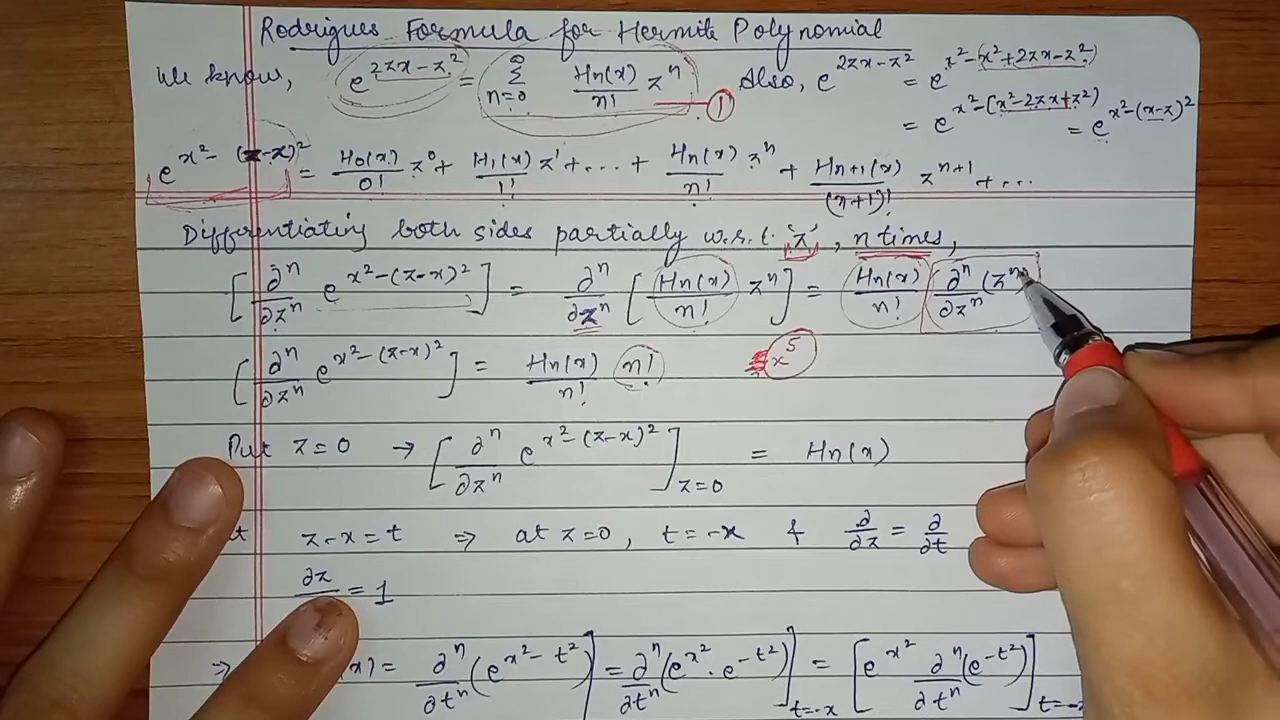 Rodrigues Formula for Hermite Polynomial
We know, e^{2zx-z^2} = ∑_{n=0}^{∞} Hn(x)/n! z^n ① Also, e^{2zx-z^2} = e^{x^2-x^2+2zx-z^2}
= e^{x^2-(x^2-2zx+z^2)} = e^{x^2-(x-z)^2}
e^{x^2-(z-x)^2} = H0(x)/0! z^0 + H1(x)/1! z^1 + ... + Hn(x)/n! z^n + Hn+1(x)/(n+1)! z^{n+1} + ...
Differentiating both sides partially w.r.t. 'z', n times,
[∂^n/∂z^n e^{x^2-(z-x)^2}] = ∂^n/∂z^n [Hn(x)/n! z^n] = Hn(x)/n! ∂^n/∂z^n (z^n)
[∂^n/∂z^n e^{x^2-(z-x)^2}] = Hn(x)/n! n! x^5
Put z=0 → [∂^n/∂z^n e^{x^2-(z-x)^2}]_{z=0} = Hn(x)
t z-x=t ⇒ at z=0, t=-x & ∂/∂z = ∂/∂t
∂z = 1
⇒ x) = ∂^n/∂t^n (e^{x^2-t^2})] = ∂^n/∂t^n (e^{x^2}.e^{-t^2})]_{t=-x} = [e^{x^2} ∂^n/∂t^n (e^{-t^2})]_{t=-